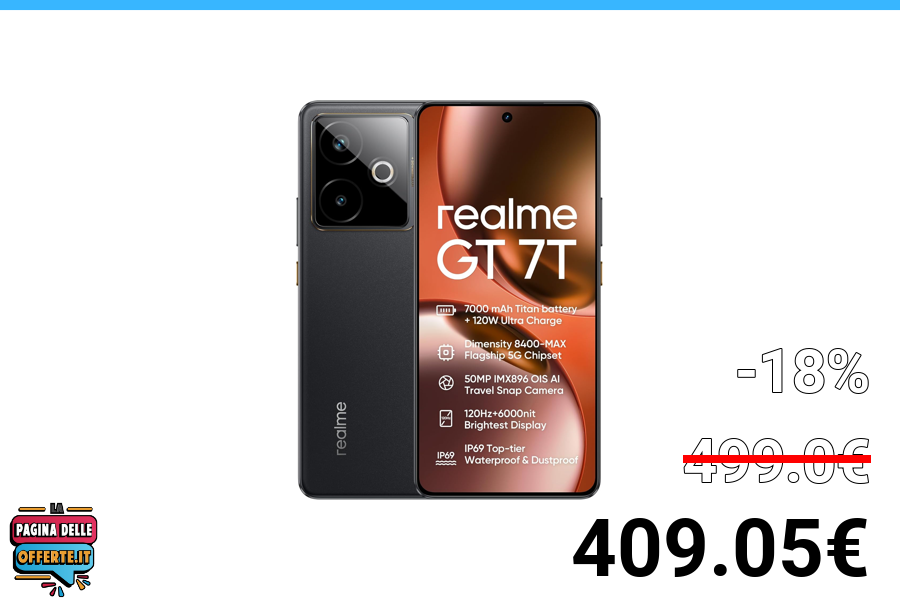 realme
GT 7T
7000 mAh Titan battery
+ 120W Ultra Charge
Dimensity 8400-MAX
Flagship 5G Chipset
50MP IMX896 OIS AI
Travel Snap Camera
120Hz+6000nit
Brightest Display
IP69
IP69 Top-tier
Waterproof & Dustproof
realme
-18%
499.0€
409.05€
LA
PAGINA DELLE
OFFERTE.IT